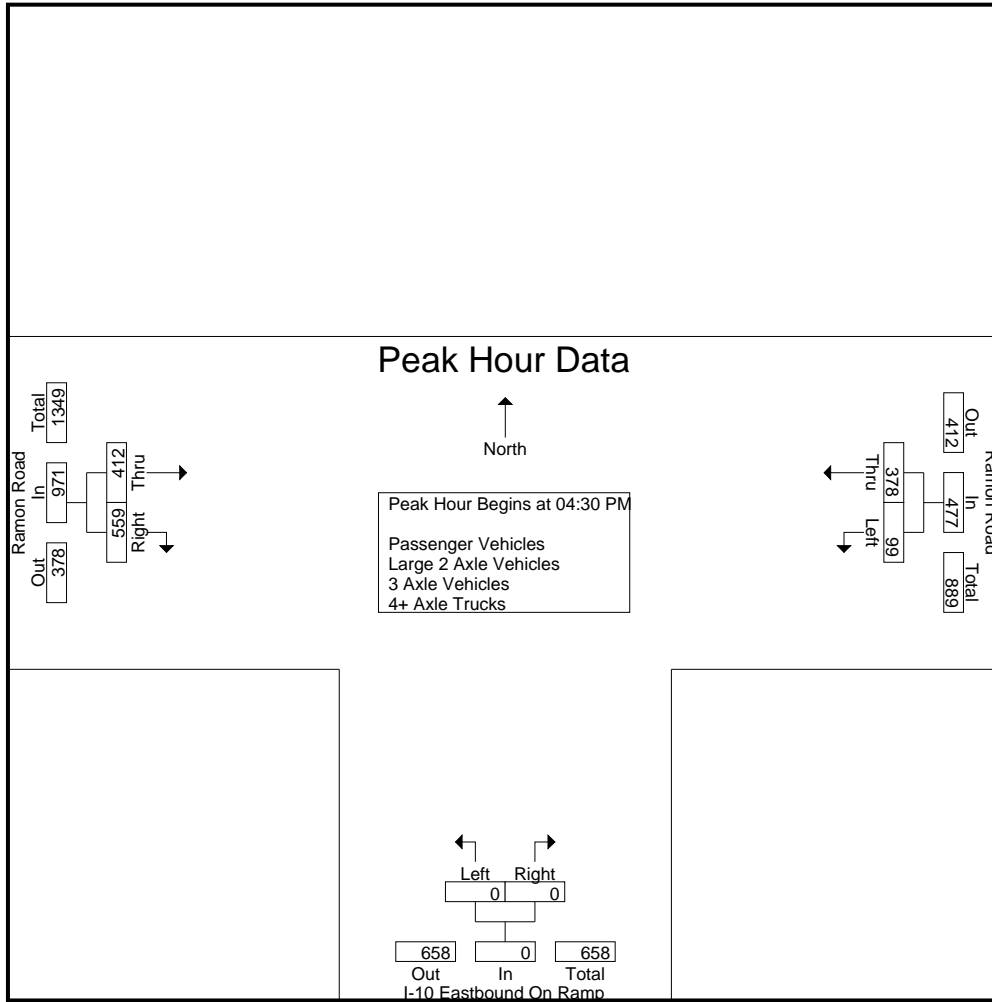 Peak Hour Data
North
Peak Hour Begins at 04:30 PM
Passenger Vehicles
Large 2 Axle Vehicles
3 Axle Vehicles
4+ Axle Trucks
Ramon Road
Out In Total
378 971 1349
Right Thru
559 412
Ramon Road
Out In Total
412 477 889
Thru Left
378 99
Left Right
0 0
658 0 658
Out In Total
I-10 Eastbound On Ramp